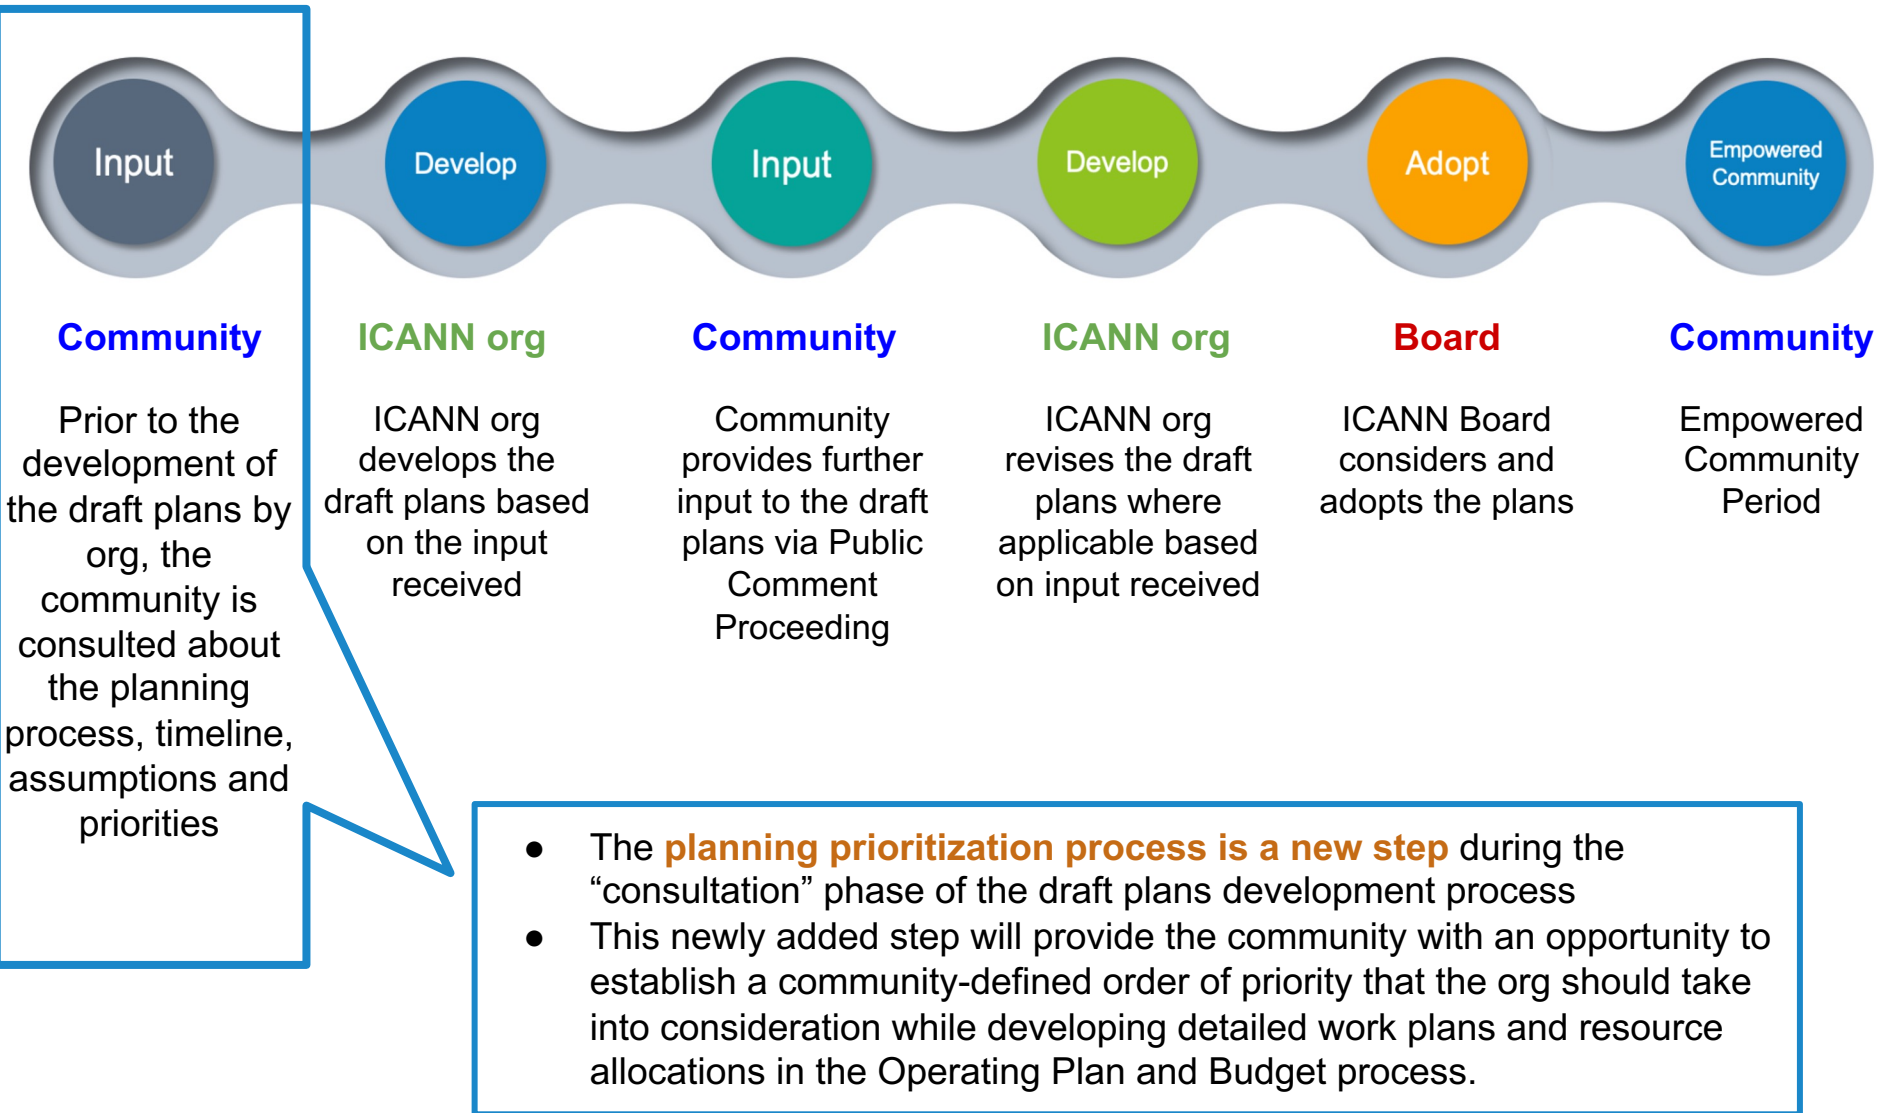 Input
Develop
Input
Develop
Adopt
Empowered
Community
Community
Prior to the
development of
the draft plans by
org, the
community is
consulted about
the planning
process, timeline,
assumptions and
priorities
ICANN org
ICANN org
develops the
draft plans based
on the input
received
Community
Community
provides further
input to the draft
plans via Public
Comment
Proceeding
ICANN org
ICANN org
revises the draft
plans where
applicable based
on input received
Board
ICANN Board
considers and
adopts the plans
Community
Empowered
Community
Period
● The planning prioritization process is a new step during the
“consultation” phase of the draft plans development process
● This newly added step will provide the community with an opportunity to
establish a community-defined order of priority that the org should take
into consideration while developing detailed work plans and resource
allocations in the Operating Plan and Budget process.